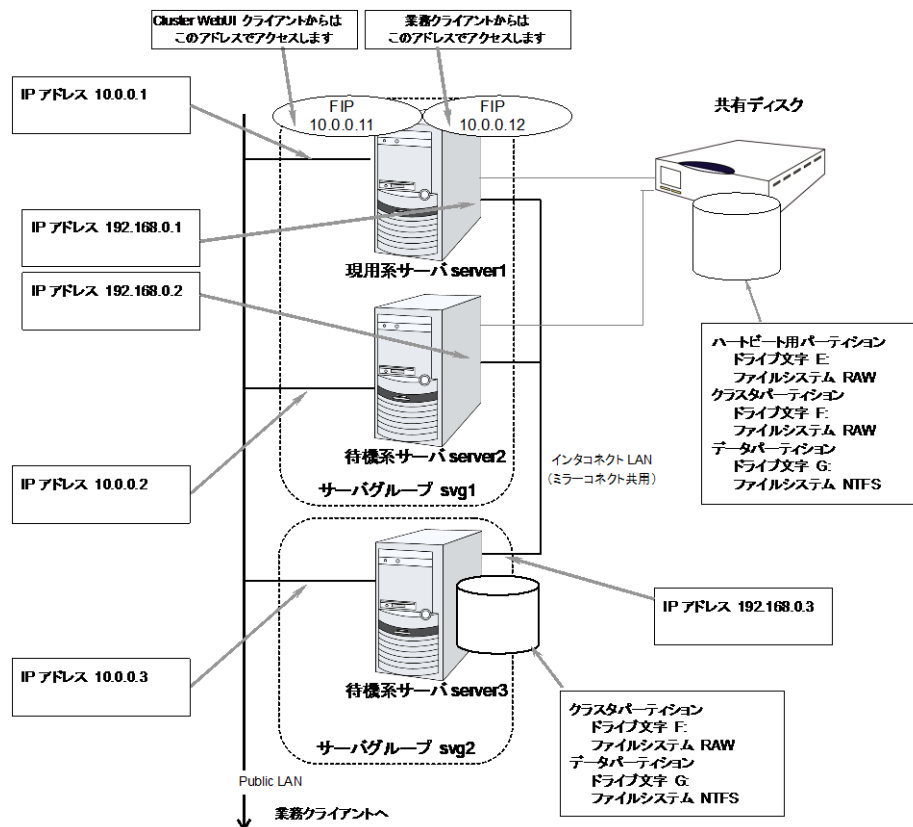 Cluster WebUI クライアントからは
このアドレスでアクセスします
業務クライアントからは
このアドレスでアクセスします
IP アドレス 10.0.0.1
FIP
10.0.0.11
FIP
10.0.0.12
共有ディスク
IP アドレス 192.168.0.1
現用系サーバ server1
IP アドレス 192.168.0.2
ハートビート用パーティション
ドライブ文字 E:
ファイルシステム RAW
クラスタパーティション
ドライブ文字 F:
ファイルシステム RAW
データパーティション
ドライブ文字 G:
ファイルシステム NTFS
待機系サーバ server2
インタコネクト LAN
（ミラーコネクト共用）
サーバグループ svg1
IP アドレス 10.0.0.2
IP アドレス 192.168.0.3
IP アドレス 10.0.0.3
待機系サーバ server3
クラスタパーティション
ドライブ文字 F:
ファイルシステム RAW
データパーティション
ドライブ文字 G:
ファイルシステム NTFS
サーバグループ svg2
Public LAN
業務クライアントへ